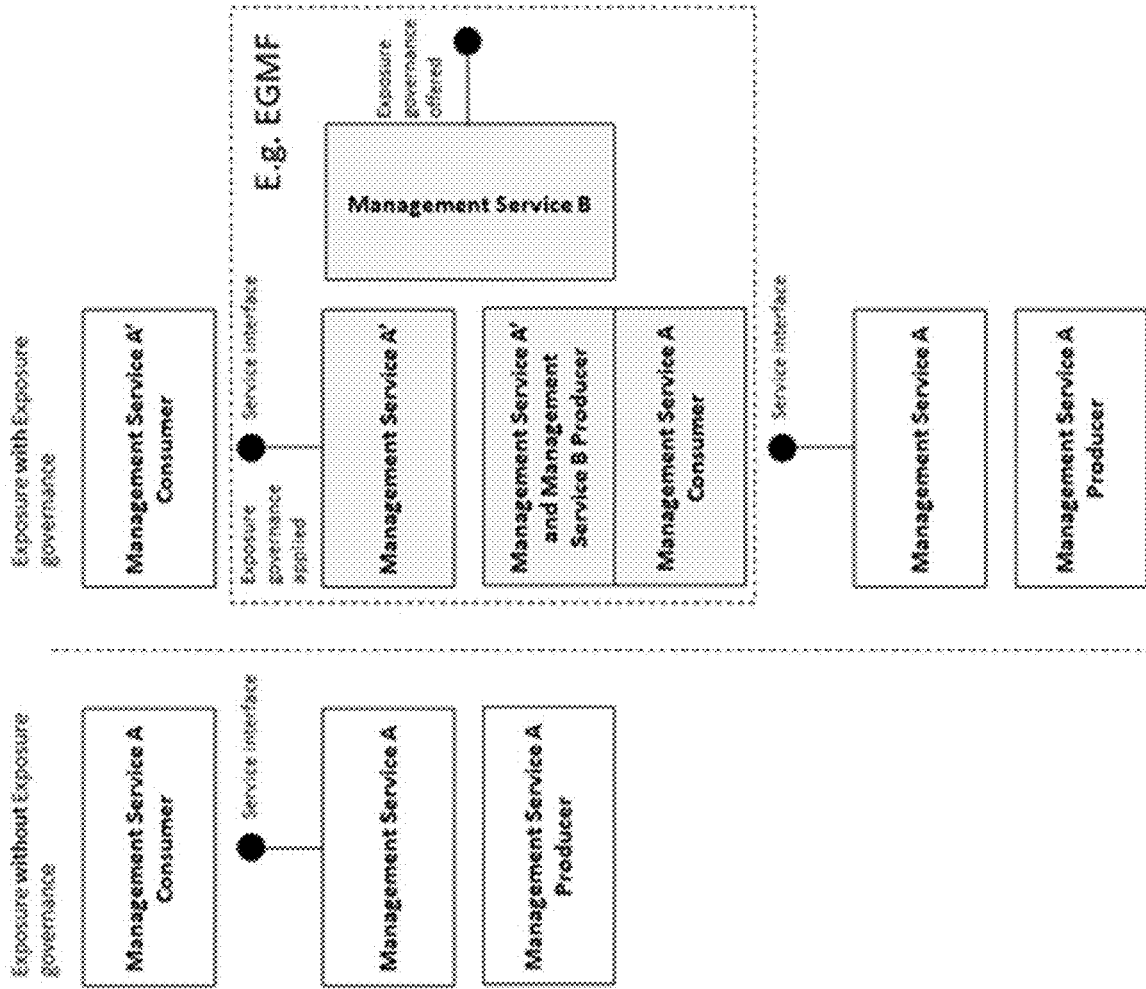 Exposure without Exposure
governance
Management Service A
Consumer
Service interface
Management Service A
Management Service A
Producer
Exposure with Exposure
governance
Management Service A'
Consumer
Exposure
governance
applied
Service interface
E.g. EGMF
Management Service A'
Management Service B
Exposure
governance
offered
Management Service A'
and Management
Service B Producer
Management Service A
Consumer
Service interface
Management Service A
Management Service A
Producer